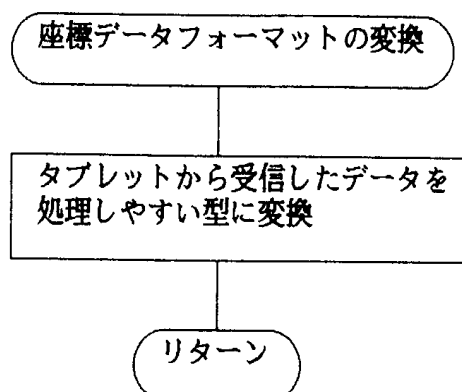 座標データフォーマットの変換
タブレットから受信したデータを
処理しやすい型に変換
リターン